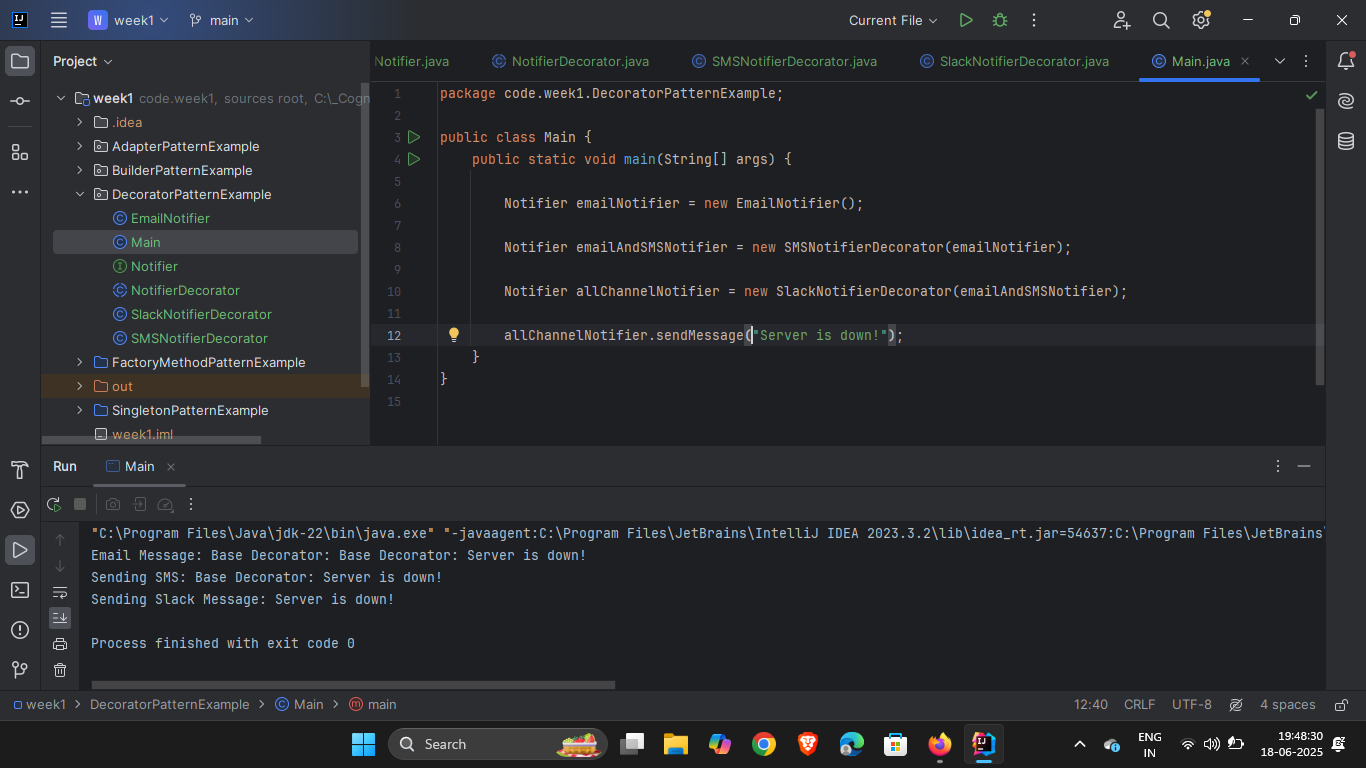 W week1 main Current File
Project
Notifier.java NotifierDecorator.java SMSNotifierDecorator.java SlackNotifierDecorator.java Main.java
week1 code.week1, sources root, C:\_Cogn
.idea
AdapterPatternExample
BuilderPatternExample
DecoratorPatternExample
EmailNotifier
Main
Notifier
NotifierDecorator
SlackNotifierDecorator
SMSNotifierDecorator
FactoryMethodPatternExample
out
SingletonPatternExample
week1.iml
1 package code.week1.DecoratorPatternExample;
2
3 public class Main {
4 public static void main(String[] args) {
5
6 Notifier emailNotifier = new EmailNotifier();
7
8 Notifier emailAndSMSNotifier = new SMSNotifierDecorator(emailNotifier);
9
10 Notifier allChannelNotifier = new SlackNotifierDecorator(emailAndSMSNotifier);
11
12 allChannelNotifier.sendMessage("Server is down!");
13 }
14 }
15
Run Main
"C:\Program Files\Java\jdk-22\bin\java.exe" "-javaagent:C:\Program Files\JetBrains\IntelliJ IDEA 2023.3.2\lib\idea_rt.jar=54637:C:\Program Files\JetBrains\
Email Message: Base Decorator: Base Decorator: Server is down!
Sending SMS: Base Decorator: Server is down!
Sending Slack Message: Server is down!
Process finished with exit code 0
week1 > DecoratorPatternExample > Main > main 12:40 CRLF UTF-8 4 spaces
Search
ENG
IN
19:48:30
18-06-2025